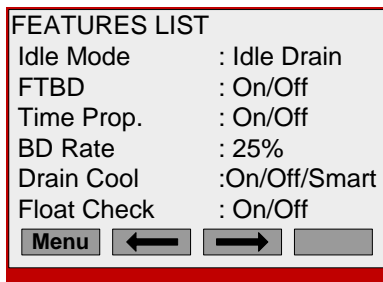 FEATURES LIST
Idle Mode : Idle Drain
FTBD : On/Off
Time Prop. : On/Off
BD Rate : 25%
Drain Cool :On/Off/Smart
Float Check : On/Off
Menu